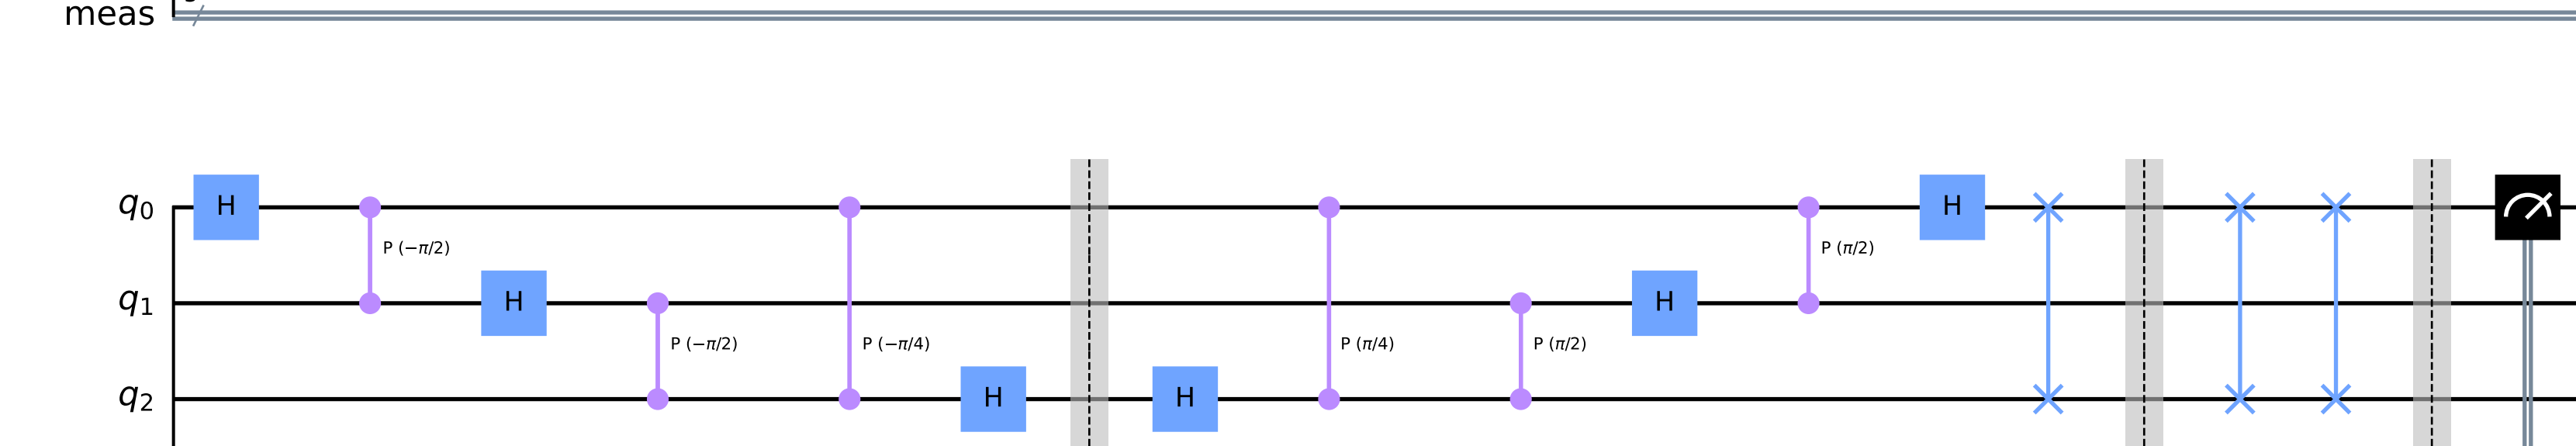 meas
q0 H P (−π/2) P (−π/4) P (π/4) P (π/2) H
q1 H P (−π/2) P (π/2) H
q2 H H